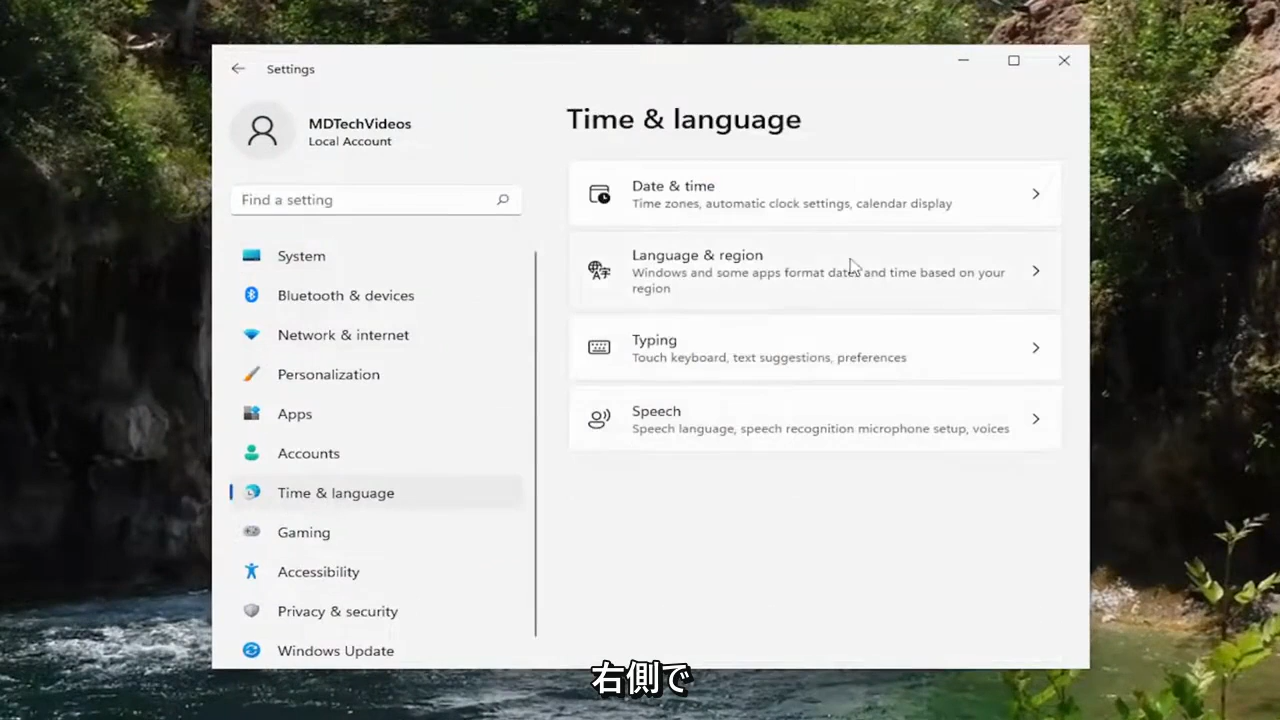 Settings
MDTechVideos
Local Account
Find a setting
System
Bluetooth & devices
Network & internet
Personalization
Apps
Accounts
Time & language
Gaming
Accessibility
Privacy & security
Windows Update
Time & language
Date & time
Time zones, automatic clock settings, calendar display
Language & region
Windows and some apps format dates and time based on your
region
Typing
Touch keyboard, text suggestions, preferences
Speech
Speech language, speech recognition microphone setup, voices
右側で